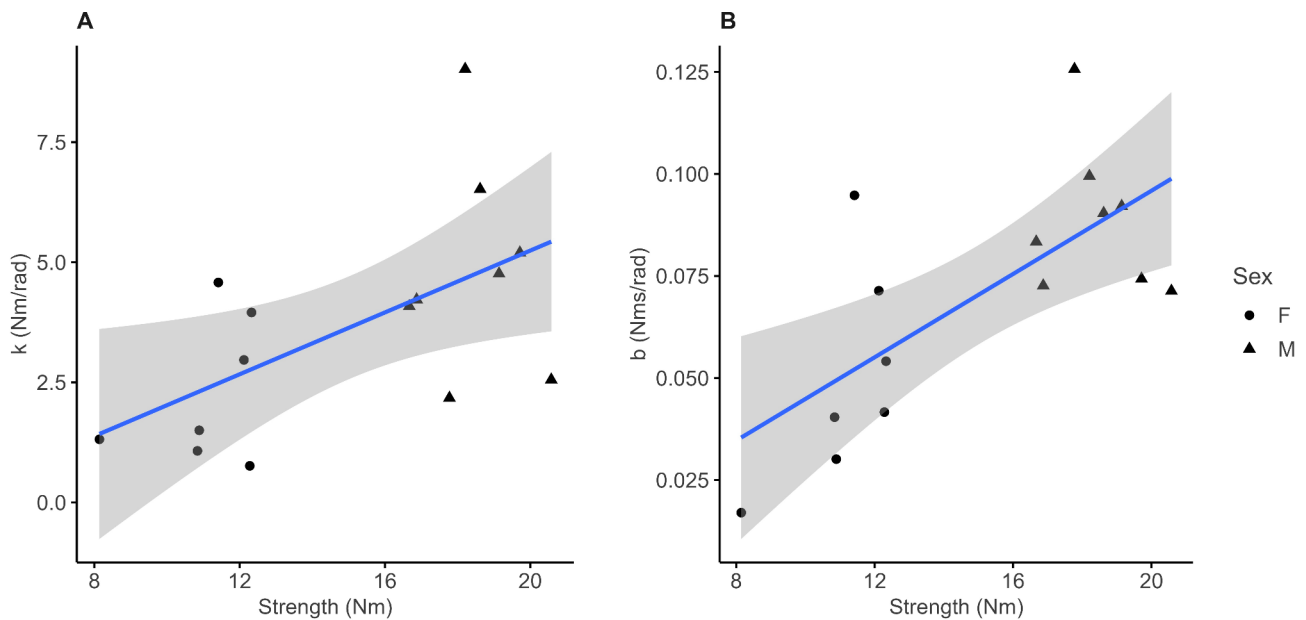 A
k (Nm/rad)
7.5
5.0
2.5
0.0
8 12 16 20
Strength (Nm)
B
b (Nms/rad)
0.125
0.100
0.075
0.050
0.025
8 12 16 20
Strength (Nm)
Sex
F
M